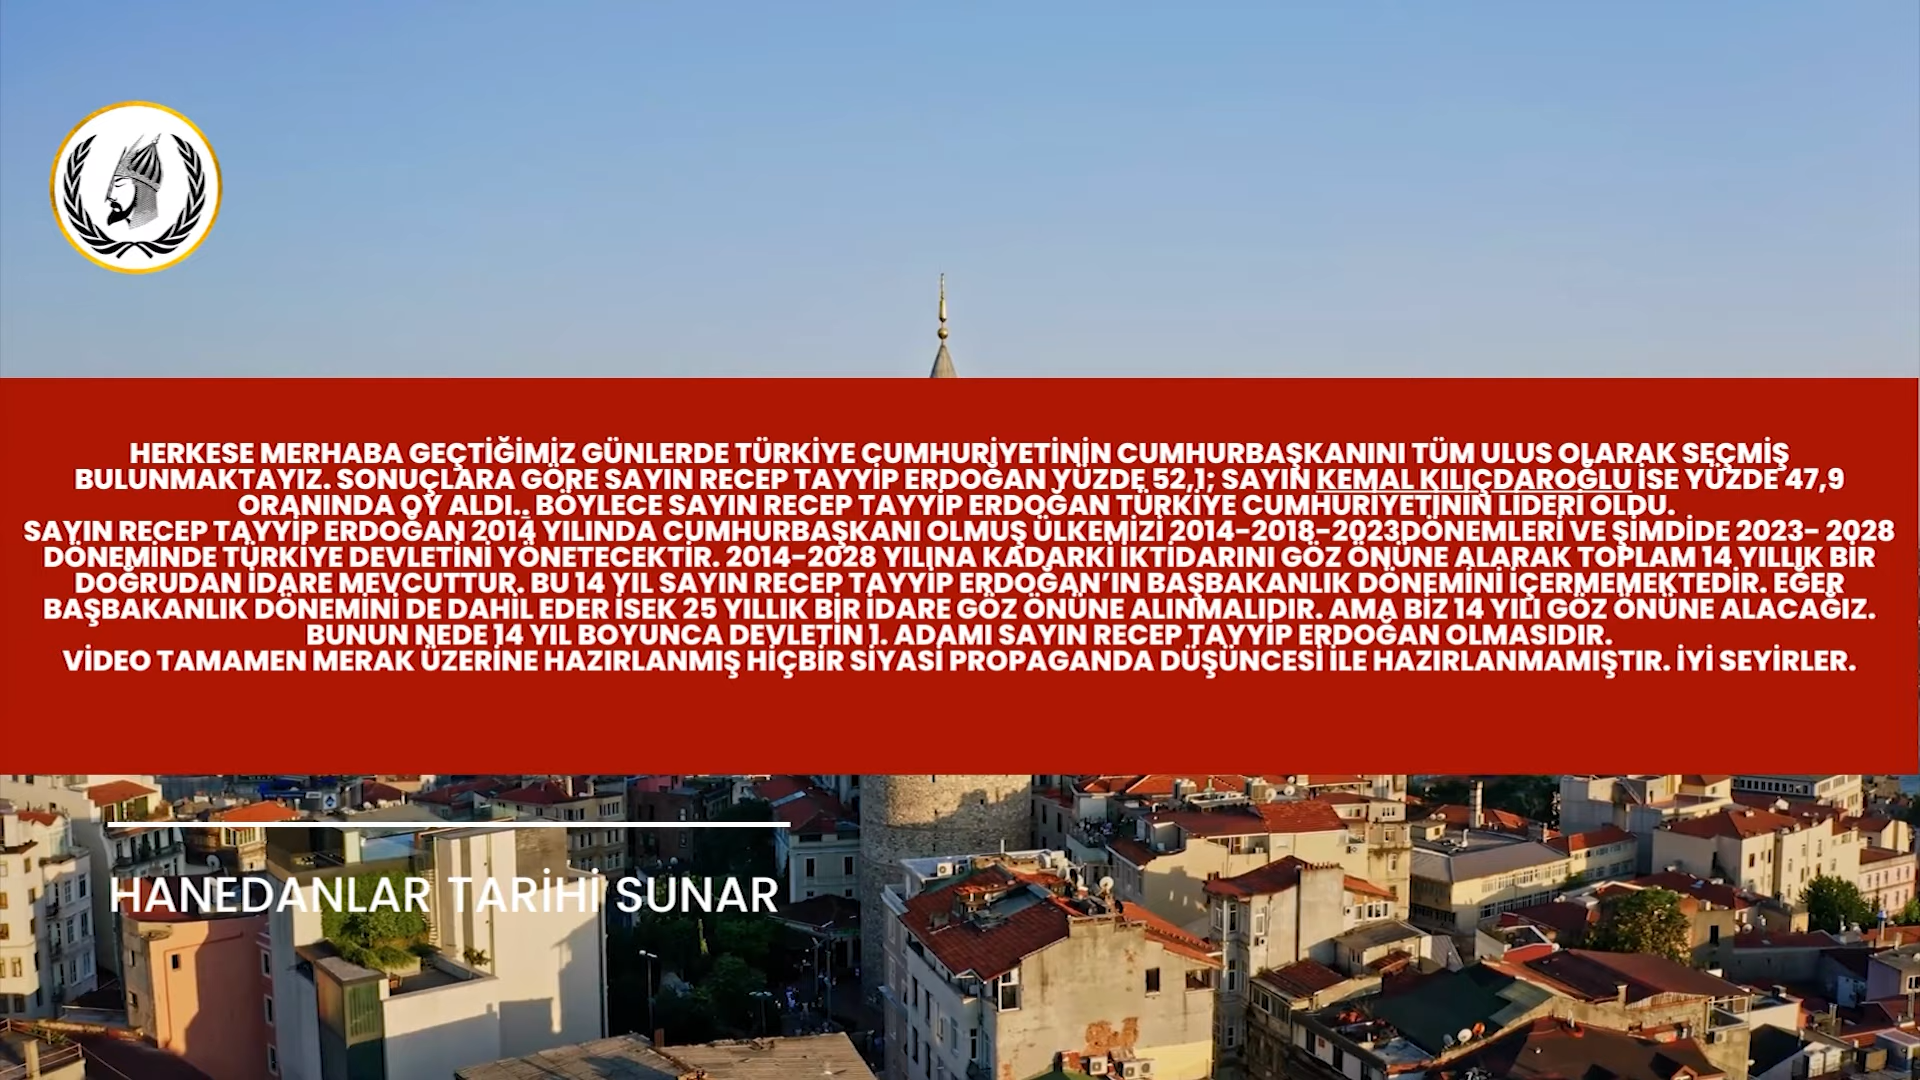 HERKESE MERHABA GEÇTİĞİMİZ GÜNLERDE TÜRKİYE CUMHURİYETİNİN CUMHURBAŞKANINI TÜM ULUS OLARAK SEÇMİŞ
BULUNMAKTAYIZ. SONUÇLARA GÖRE SAYIN RECEP TAYYİP ERDOĞAN YÜZDE 52,1; SAYIN KEMAL KILIÇDAROĞLU İSE YÜZDE 47,9
ORANINDA OY ALDI.. BÖYLECE SAYIN RECEP TAYYİP ERDOĞAN TÜRKİYE CUMHURİYETİNİN LİDERİ OLDU.
SAYIN RECEP TAYYİP ERDOĞAN 2014 YILINDA CUMHURBAŞKANI OLMUŞ ÜLKEMİZİ 2014-2018-2023DÖNEMLERİ VE ŞİMDİDE 2023- 2028
DÖNEMİNDE TÜRKİYE DEVLETİNİ YÖNETECEKTİR. 2014-2028 YILINA KADARKİ İKTİDARINI GÖZ ÖNÜNE ALARAK TOPLAM 14 YILLIK BİR
DOĞRUDAN İDARE MEVCUTTUR. BU 14 YIL SAYIN RECEP TAYYİP ERDOĞAN’IN BAŞBAKANLIK DÖNEMİNİ İÇERMEMEKTEDİR. EĞER
BAŞBAKANLIK DÖNEMİNİ DE DAHİL EDER İSEK 25 YILLIK BİR İDARE GÖZ ÖNÜNE ALINMALIDIR. AMA BİZ 14 YILI GÖZ ÖNÜNE ALACAĞIZ.
BUNUN NEDE 14 YIL BOYUNCA DEVLETİN 1. ADAMI SAYIN RECEP TAYYİP ERDOĞAN OLMASIDIR.
VİDEO TAMAMEN MERAK ÜZERİNE HAZIRLANMIŞ HİÇBİR SİYASİ PROPAGANDA DÜŞÜNCESİ İLE HAZIRLANMAMIŞTIR. İYİ SEYİRLER.
HANEDANLAR TARİHİ SUNAR